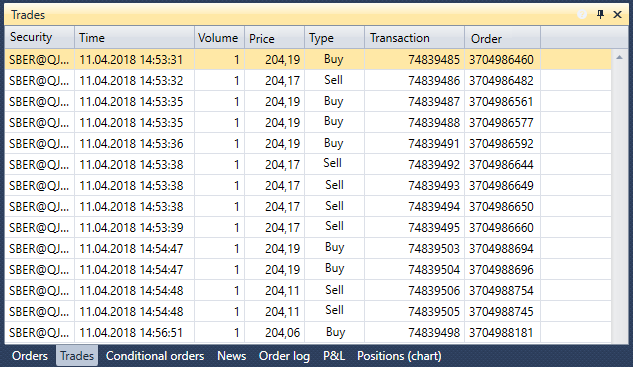 Trades
Security Time Volume Price Type Transaction Order
SBER@QJ... 11.04.2018 14:53:31 1 204,19 Buy 74839485 3704986460
SBER@QJ... 11.04.2018 14:53:32 1 204,17 Sell 74839486 3704986482
SBER@QJ... 11.04.2018 14:53:35 1 204,19 Buy 74839487 3704986561
SBER@QJ... 11.04.2018 14:53:35 1 204,19 Buy 74839488 3704986577
SBER@QJ... 11.04.2018 14:53:36 1 204,19 Buy 74839491 3704986592
SBER@QJ... 11.04.2018 14:53:38 1 204,17 Sell 74839492 3704986644
SBER@QJ... 11.04.2018 14:53:38 1 204,17 Sell 74839493 3704986649
SBER@QJ... 11.04.2018 14:53:38 1 204,17 Sell 74839494 3704986650
SBER@QJ... 11.04.2018 14:53:39 1 204,17 Sell 74839495 3704986660
SBER@QJ... 11.04.2018 14:54:47 1 204,19 Buy 74839503 3704988694
SBER@QJ... 11.04.2018 14:54:47 1 204,19 Buy 74839504 3704988696
SBER@QJ... 11.04.2018 14:54:48 1 204,11 Sell 74839506 3704988754
SBER@QJ... 11.04.2018 14:54:48 1 204,11 Sell 74839505 3704988745
SBER@QJ... 11.04.2018 14:56:51 1 204,06 Buy 74839498 3704988181
Orders Trades Conditional orders News Order log P&L Positions (chart)